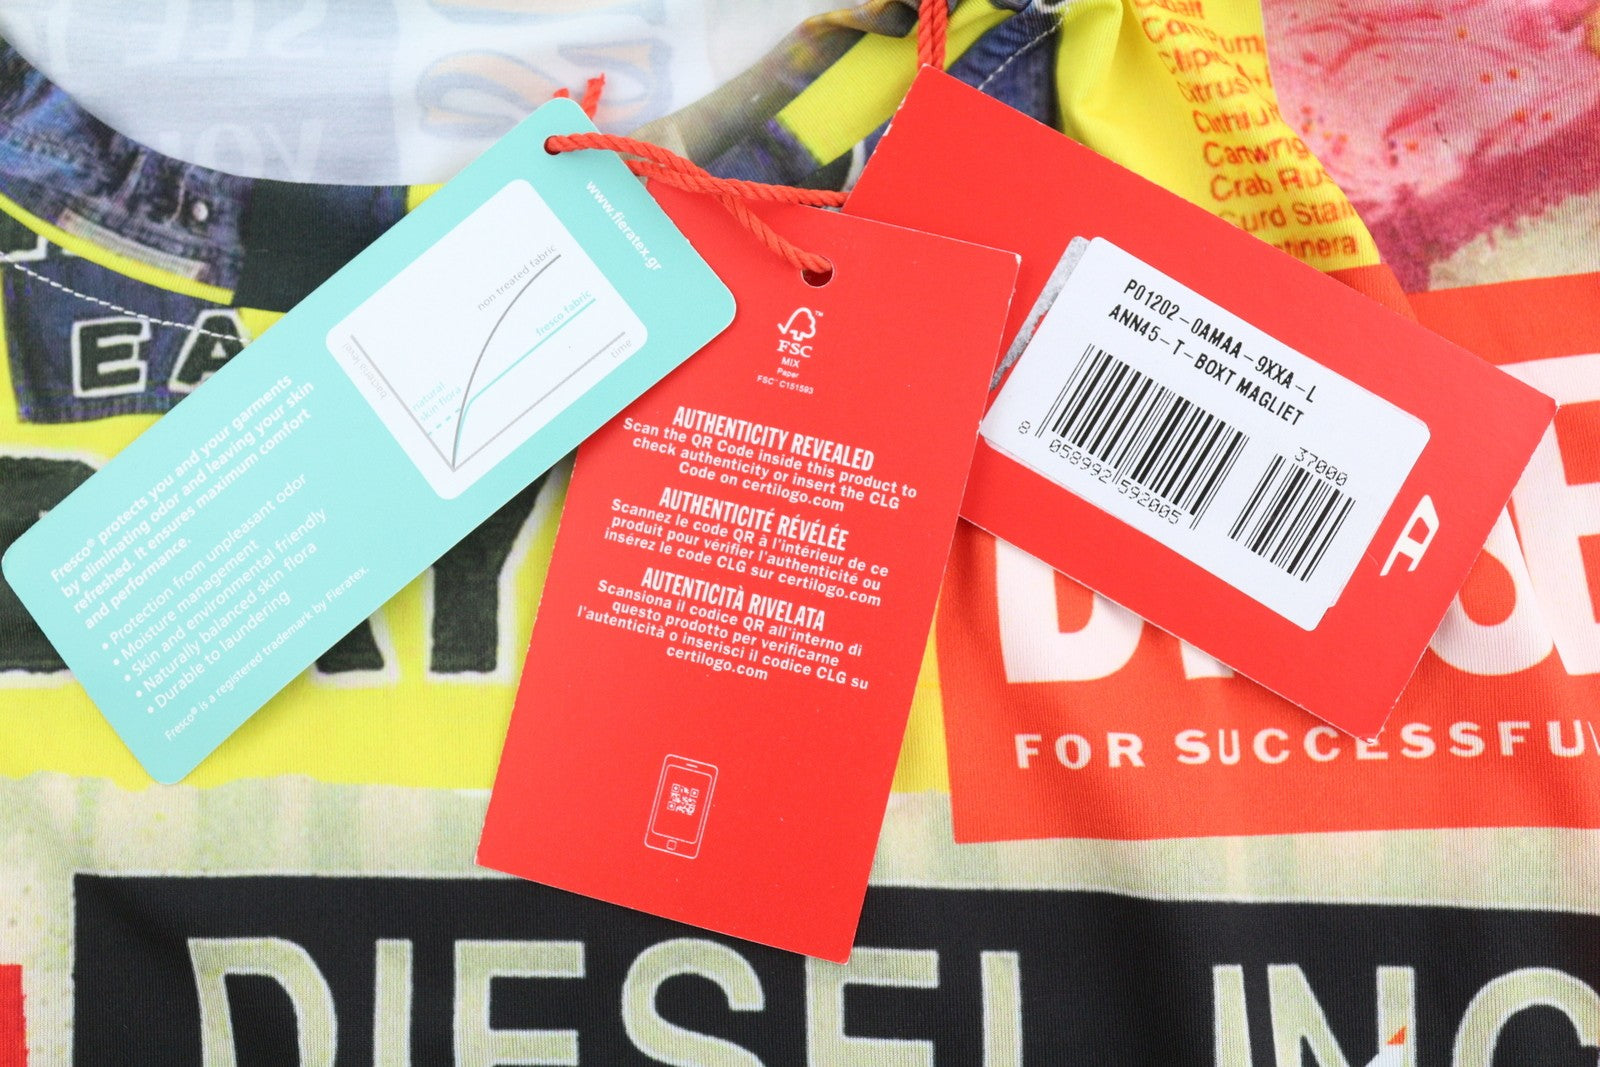 www.fieratex.gr
non treated fabric
fresco fabric
natural
skin flora
bacteria level
time
Fresco® protects you and your garments
by eliminating odor and leaving your skin
refreshed. It ensures maximum comfort
and performance.
• Protection from unpleasant odor
• Moisture management
• Skin and environmental friendly
• Naturally balanced skin flora
• Durable to laundering
Fresco® is a registered trademark by Fieratex.
FSC
MIX
Paper
FSC® C151593
AUTHENTICITY REVEALED
Scan the QR Code inside this product to
check authenticity or insert the CLG
Code on certilogo.com
AUTHENTICITÉ RÉVÉLÉE
Scannez le code QR à l'intérieur de ce
produit pour vérifier l'authenticité ou
insérez le code CLG sur certilogo.com
AUTENTICITÀ RIVELATA
Scansiona il codice QR all'interno di
questo prodotto per verificarne
l'autenticità o inserisci il codice CLG su
certilogo.com
P01202-0AMAA-9XXA-L
ANN45-T-BOXT MAGLIET
37000
8 058992 592005
D
EA
FOR SUCCESSFU
DIESEL INC